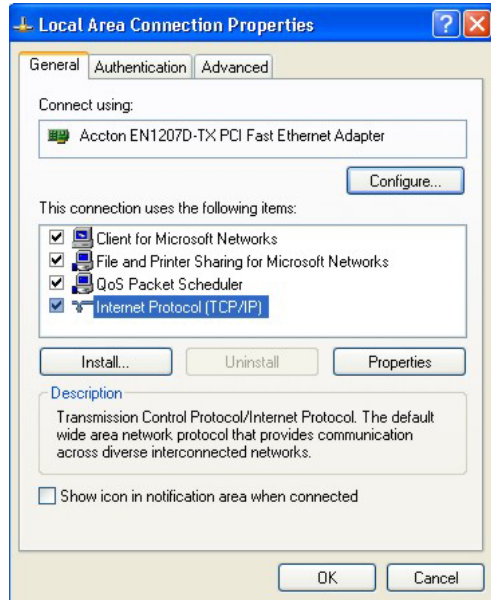 Local Area Connection Properties
General Authentication Advanced
Connect using:
Accton EN1207D-TX PCI Fast Ethernet Adapter
Configure...
This connection uses the following items:
Client for Microsoft Networks
File and Printer Sharing for Microsoft Networks
QoS Packet Scheduler
Internet Protocol (TCP/IP)
Install... Uninstall Properties
Description
Transmission Control Protocol/Internet Protocol. The default
wide area network protocol that provides communication
across diverse interconnected networks.
Show icon in notification area when connected
OK Cancel